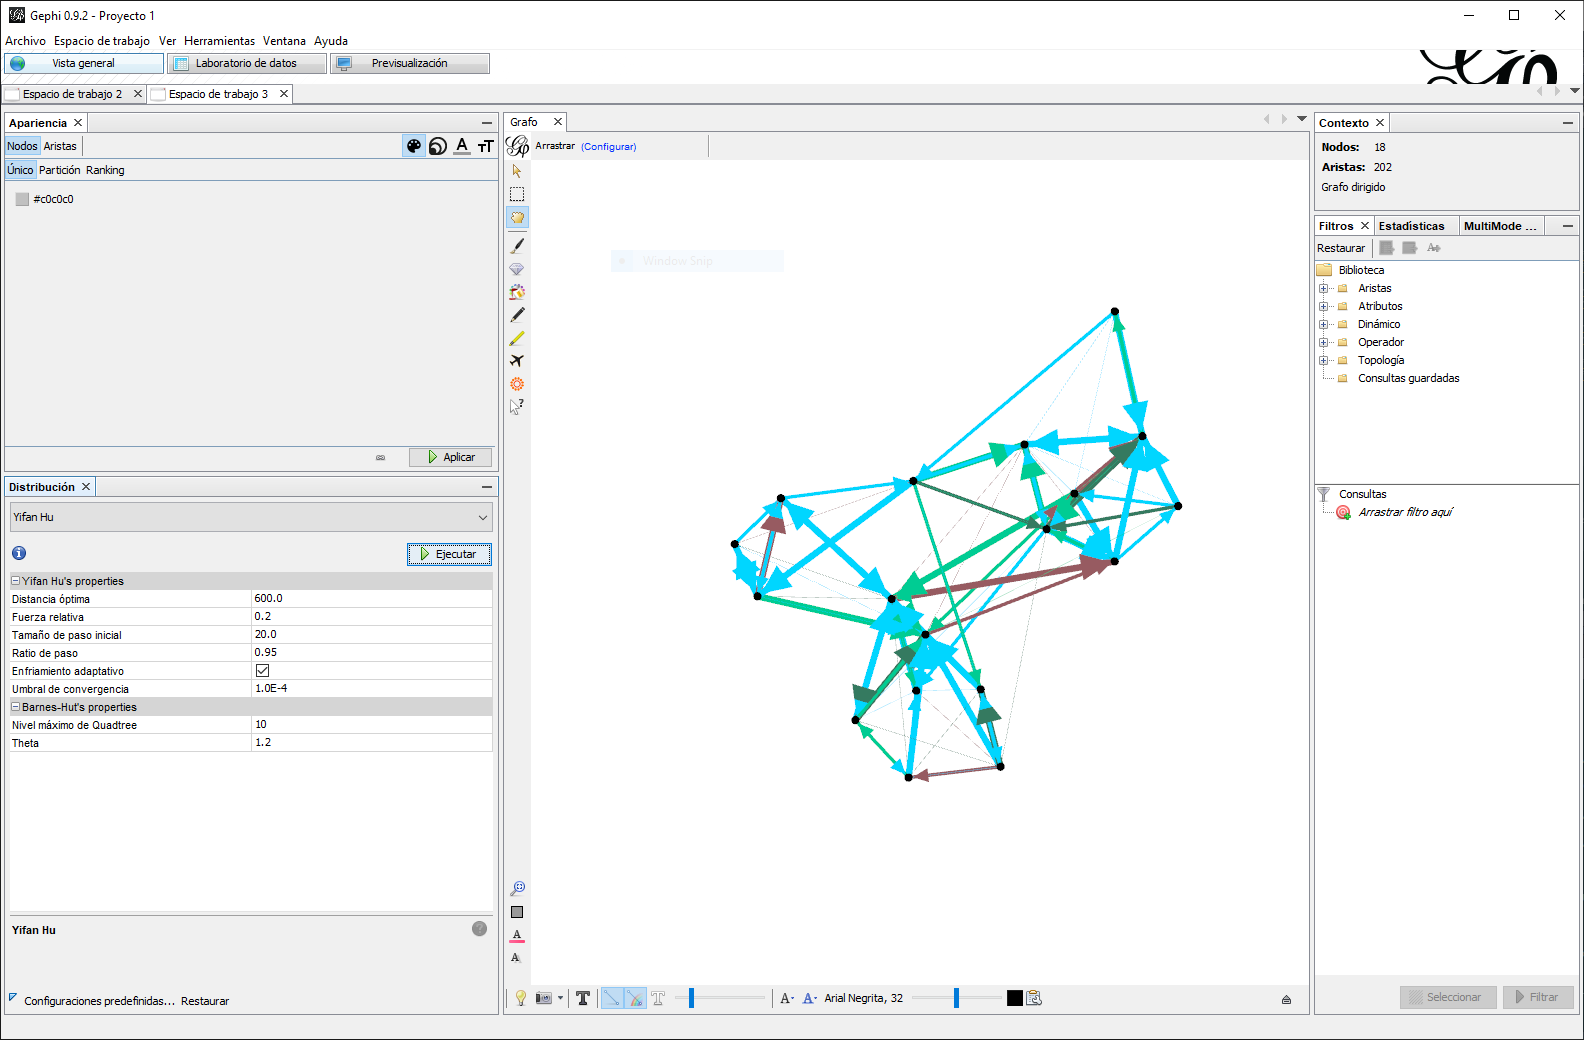 Gephi 0.9.2 - Proyecto 1
Archivo Espacio de trabajo Ver Herramientas Ventana Ayuda
Vista general Laboratorio de datos Previsualización
Espacio de trabajo 2 Espacio de trabajo 3
Apariencia
Nodos Aristas
Único Partición Ranking
#c0c0c0
Aplicar
Distribución
Yifan Hu
Ejecutar
Yifan Hu's properties
Distancia óptima 600.0
Fuerza relativa 0.2
Tamaño de paso inicial 20.0
Ratio de paso 0.95
Enfriamiento adaptativo
Umbral de convergencia 1.0E-4
Barnes-Hut's properties
Nivel máximo de Quadtree 10
Theta 1.2
Yifan Hu
Configuraciones predefinidas... Restaurar
Grafo
Arrastrar (Configurar)
Window Snip
Arial Negrita, 32
Contexto
Nodos: 18
Aristas: 202
Grafo dirigido
Filtros Estadísticas MultiMode ...
Restaurar
Biblioteca
Aristas
Atributos
Dinámico
Operador
Topología
Consultas guardadas
Consultas
Arrastrar filtro aquí
Seleccionar Filtrar